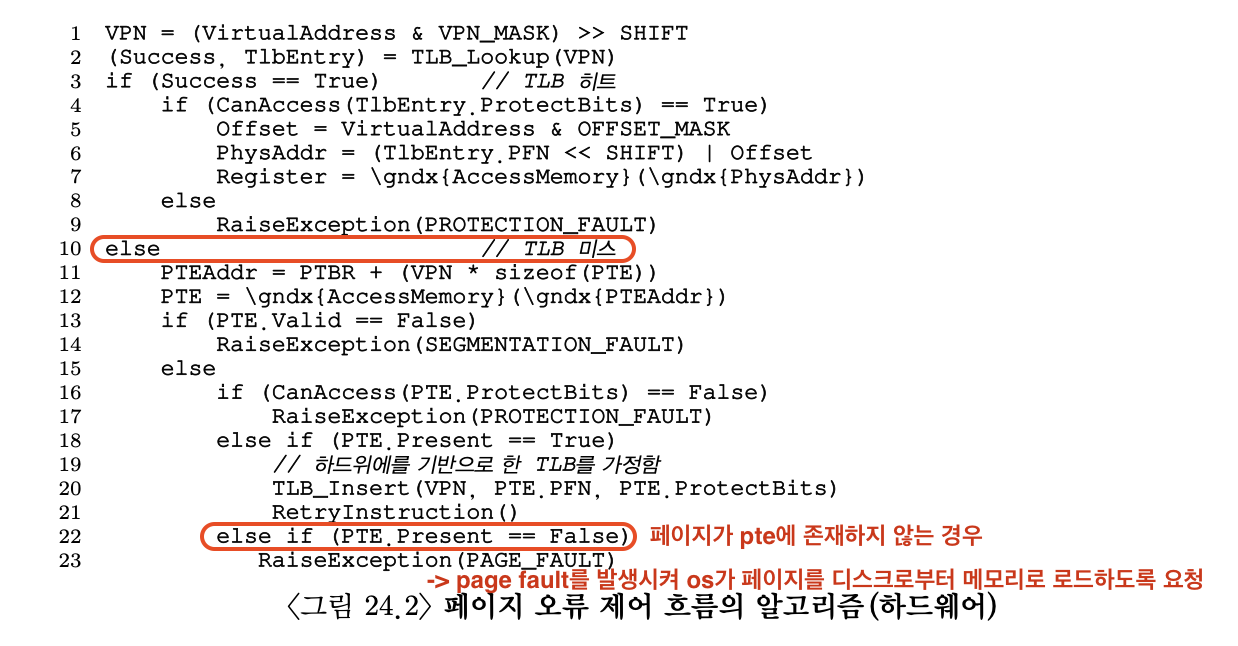 1 VPN = (VirtualAddress & VPN_MASK) >> SHIFT
2 (Success, TlbEntry) = TLB_Lookup(VPN)
3 if (Success == True) // TLB 히트
4 if (CanAccess(TlbEntry.ProtectBits) == True)
5 Offset = VirtualAddress & OFFSET_MASK
6 PhysAddr = (TlbEntry.PFN << SHIFT) | Offset
7 Register = \gndx{AccessMemory}(\gndx{PhysAddr})
8 else
9 RaiseException(PROTECTION_FAULT)
10 else // TLB 미스
11 PTEAddr = PTBR + (VPN * sizeof(PTE))
12 PTE = \gndx{AccessMemory}(\gndx{PTEAddr})
13 if (PTE.Valid == False)
14 RaiseException(SEGMENTATION_FAULT)
15 else
16 if (CanAccess(PTE.ProtectBits) == False)
17 RaiseException(PROTECTION_FAULT)
18 else if (PTE.Present == True)
19 // 하드위에를 기반으로 한 TLB를 가정함
20 TLB_Insert(VPN, PTE.PFN, PTE.ProtectBits)
21 RetryInstruction()
22 else if (PTE.Present == False) 페이지가 pte에 존재하지 않는 경우
23 RaiseException(PAGE_FAULT)
-> page fault를 발생시켜 os가 페이지를 디스크로부터 메모리로 로드하도록 요청
〈그림 24.2〉 페이지 오류 제어 흐름의 알고리즘(하드웨어)